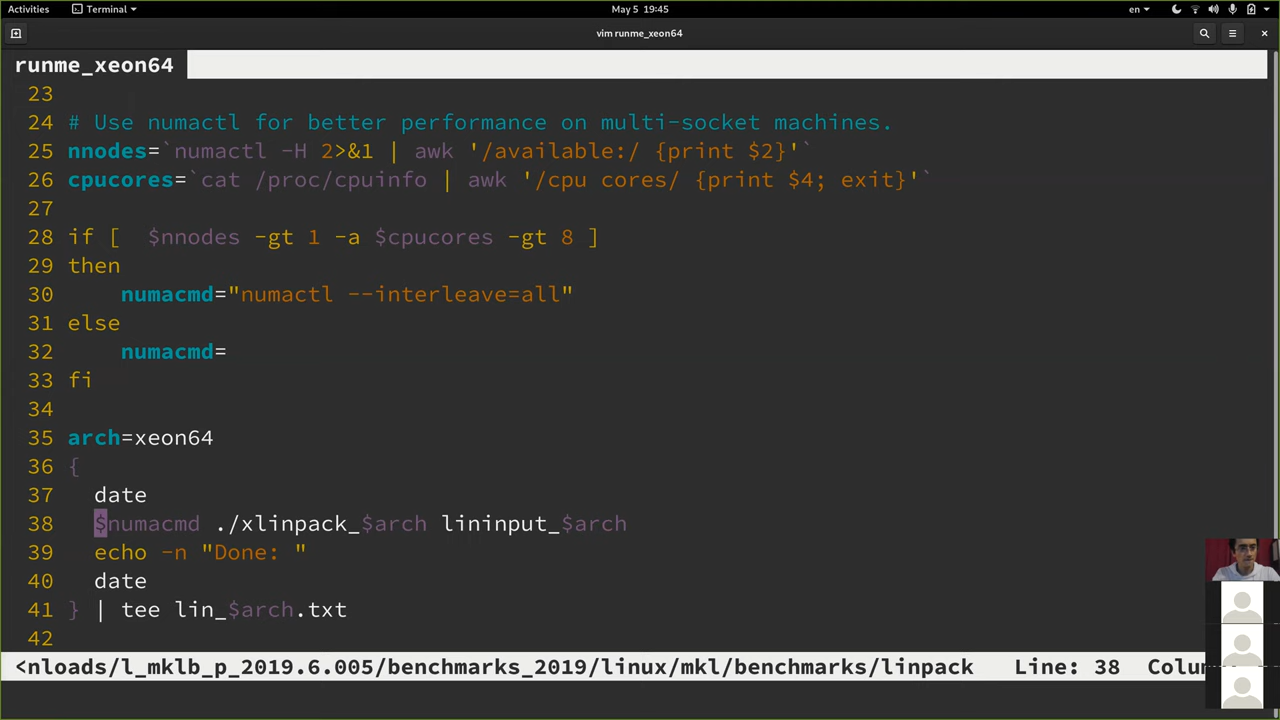 Activities Terminal May 5 19:45 en
vim runme_xeon64
runme_xeon64
23
24 # Use numactl for better performance on multi-socket machines.
25 nnodes=`numactl -H 2>&1 | awk '/available:/ {print $2}'`
26 cpucores=`cat /proc/cpuinfo | awk '/cpu cores/ {print $4; exit}'`
27
28 if [  $nnodes -gt 1 -a $cpucores -gt 8 ]
29 then
30     numacmd="numactl --interleave=all"
31 else
32     numacmd=
33 fi
34
35 arch=xeon64
36 {
37   date
38   $numacmd ./xlinpack_$arch lininput_$arch
39   echo -n "Done: "
40   date
41 } | tee lin_$arch.txt
42
<nloads/l_mklb_p_2019.6.005/benchmarks_2019/linux/mkl/benchmarks/linpack Line: 38 Colu